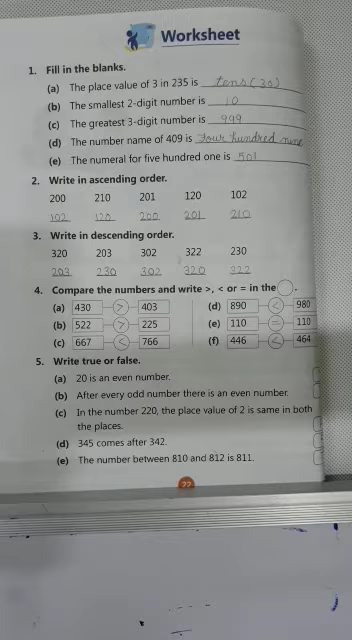 Worksheet
1. Fill in the blanks.
(a) The place value of 3 in 235 is tens (30)
(b) The smallest 2-digit number is 10
(c) The greatest 3-digit number is 999
(d) The number name of 409 is four hundred nine
(e) The numeral for five hundred one is 501
2. Write in ascending order.
200 210 201 120 102
102 120 200 201 210
3. Write in descending order.
320 203 302 322 230
203 230 302 320 322
4. Compare the numbers and write >, < or = in the ◯.
(a) 430 > 403 (d) 890 < 980
(b) 522 > 225 (e) 110 = 110
(c) 667 < 766 (f) 446 < 464
5. Write true or false.
(a) 20 is an even number.
(b) After every odd number there is an even number.
(c) In the number 220, the place value of 2 is same in both
the places.
(d) 345 comes after 342.
(e) The number between 810 and 812 is 811.
22